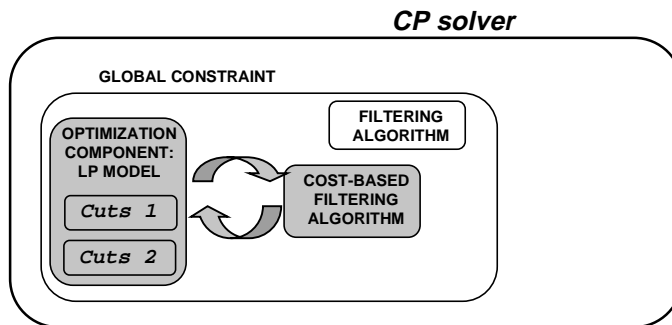 CP solver
GLOBAL CONSTRAINT
FILTERING
ALGORITHM
OPTIMIZATION
COMPONENT:
LP MODEL
Cuts 1
Cuts 2
COST-BASED
FILTERING
ALGORITHM